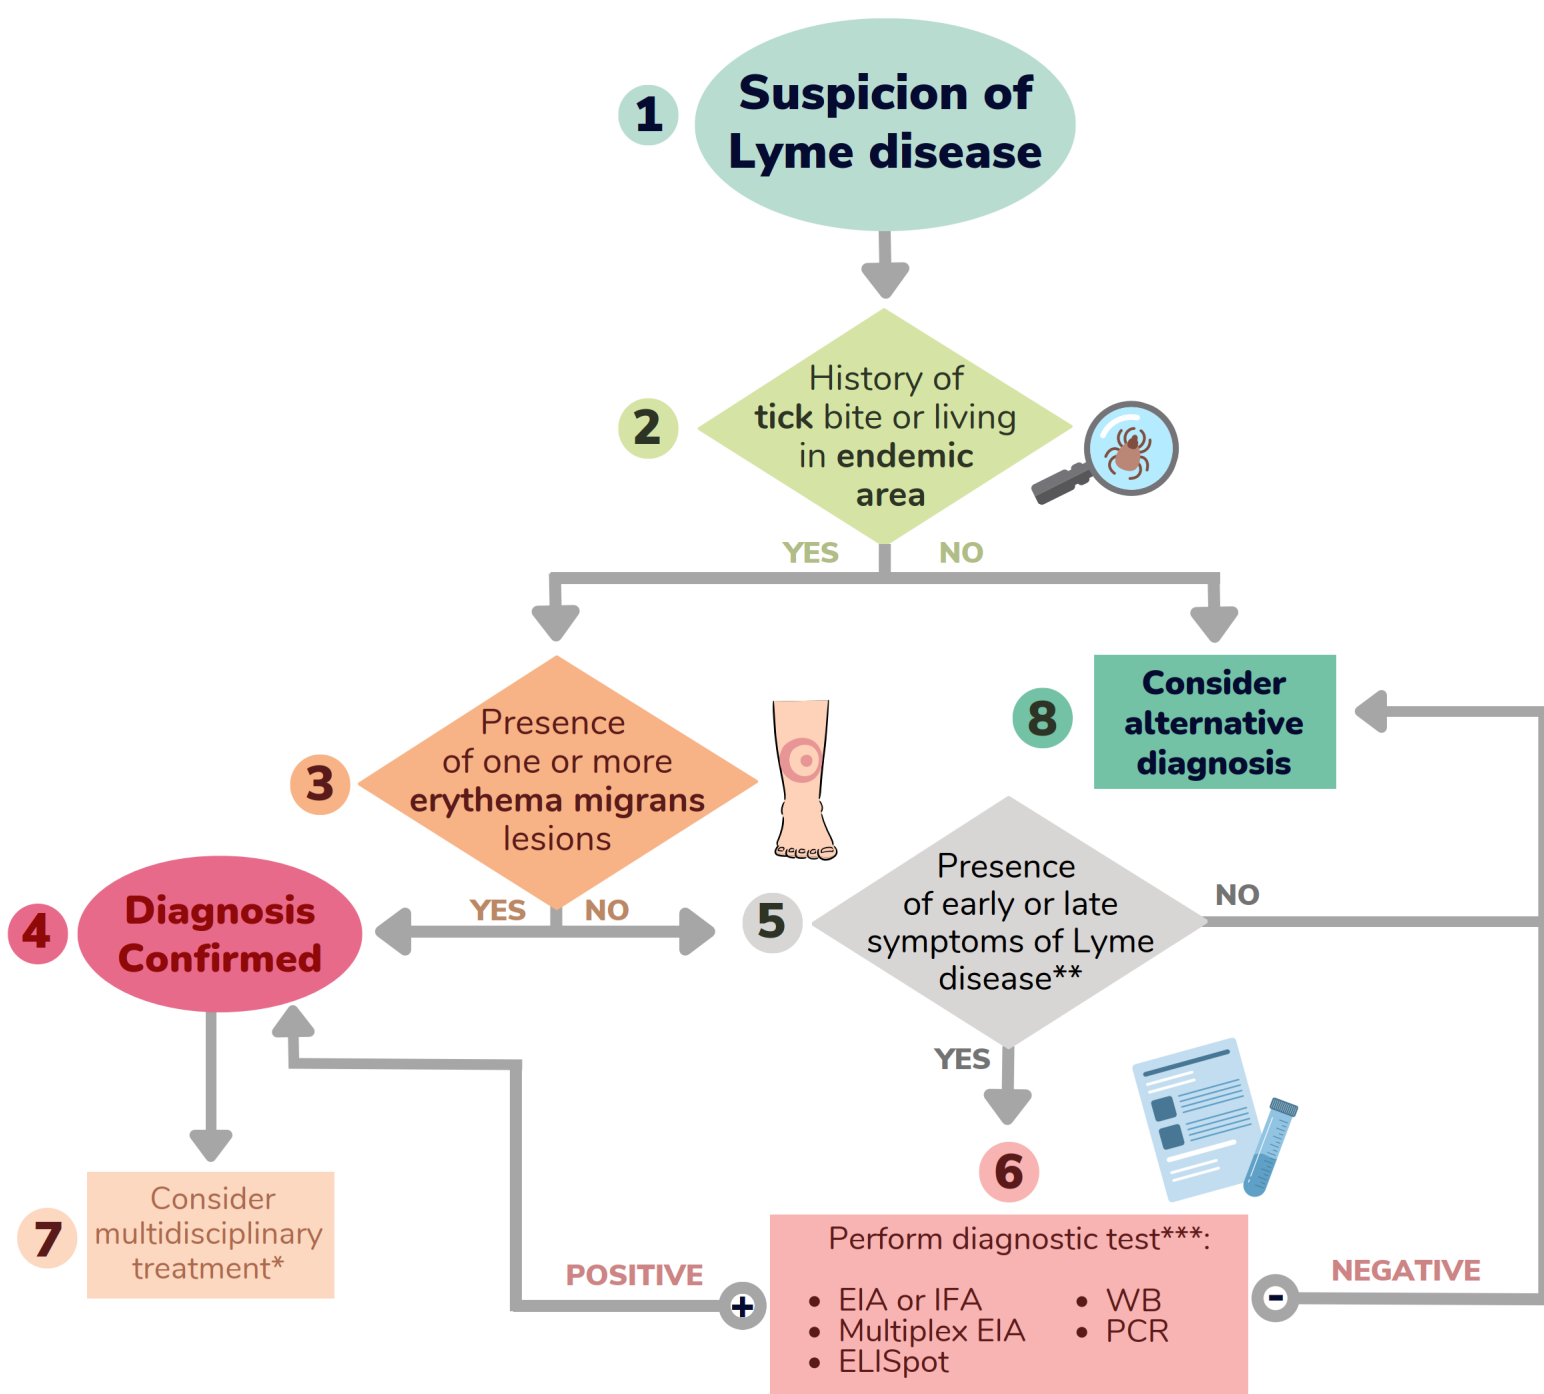 1
Suspicion of
Lyme disease
2
History of
tick bite or living
in endemic
area
YES
NO
3
Presence
of one or more
erythema migrans
lesions
8
Consider
alternative
diagnosis
YES
NO
4
Diagnosis
Confirmed
5
Presence
of early or late
symptoms of Lyme
disease**
NO
YES
6
7
Consider
multidisciplinary
treatment*
Perform diagnostic test***:
• EIA or IFA
• Multiplex EIA
• ELISpot
• WB
• PCR
POSITIVE
+
-
NEGATIVE